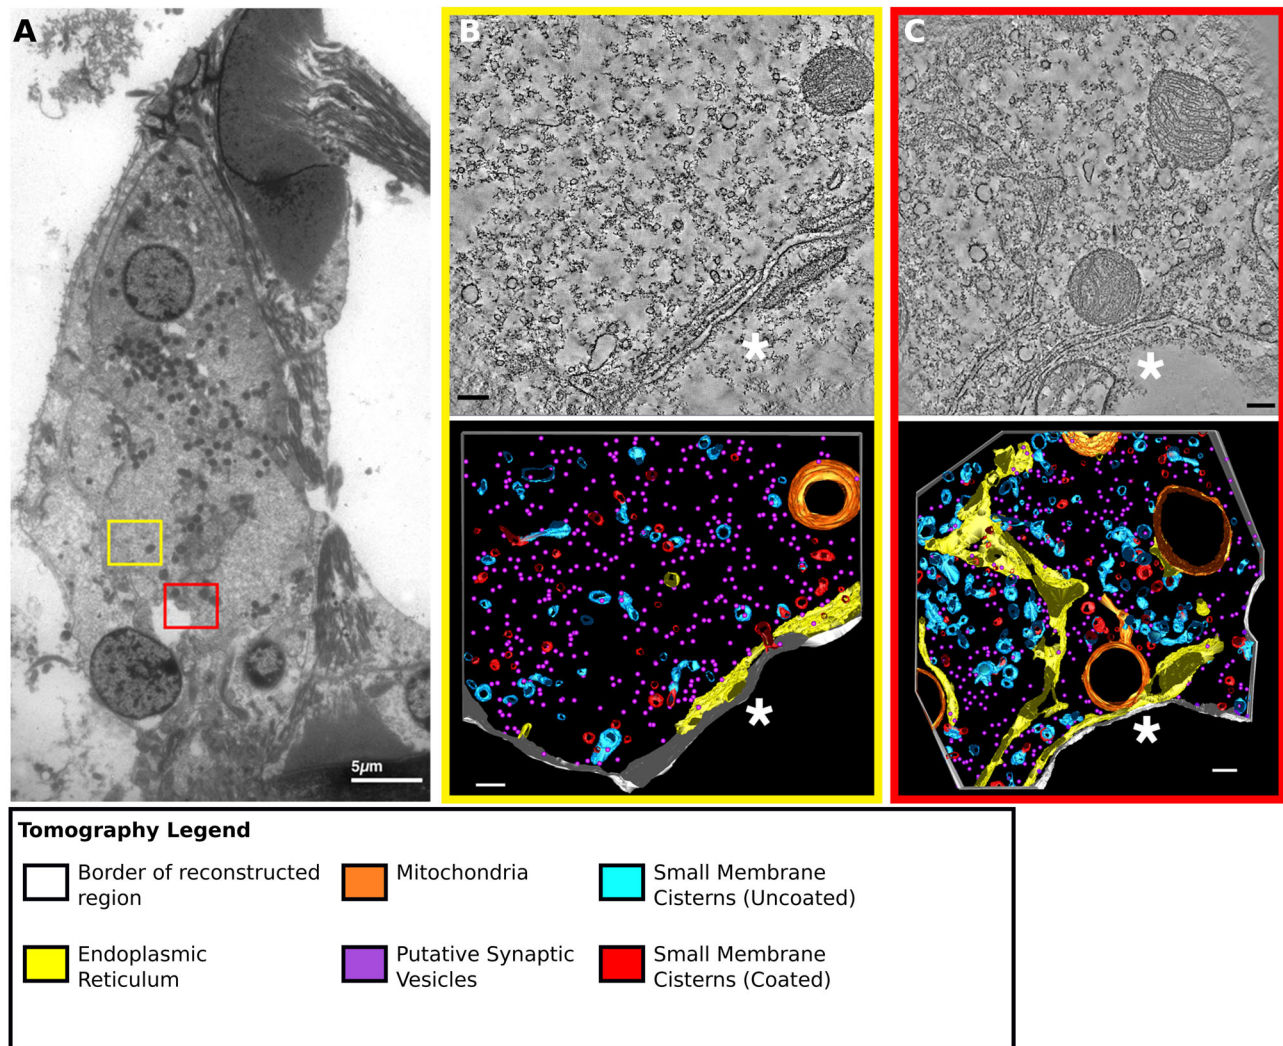 A
B
C
*
*
5µm
*
*
Tomography Legend
Border of reconstructed
region
Mitochondria
Small Membrane
Cisterns (Uncoated)
Endoplasmic
Reticulum
Putative Synaptic
Vesicles
Small Membrane
Cisterns (Coated)